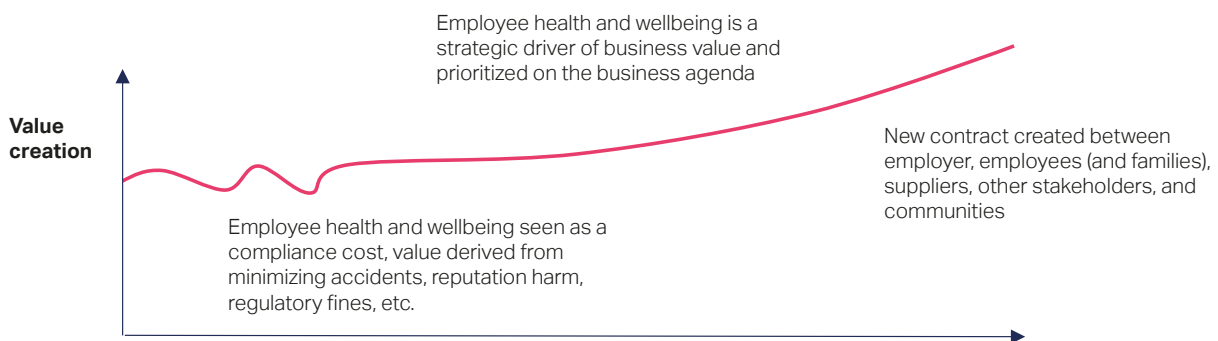 Employee health and wellbeing is a
strategic driver of business value and
prioritized on the business agenda
Value
creation
New contract created between
employer, employees (and families),
suppliers, other stakeholders, and
communities
Employee health and wellbeing seen as a
compliance cost, value derived from
minimizing accidents, reputation harm,
regulatory fines, etc.